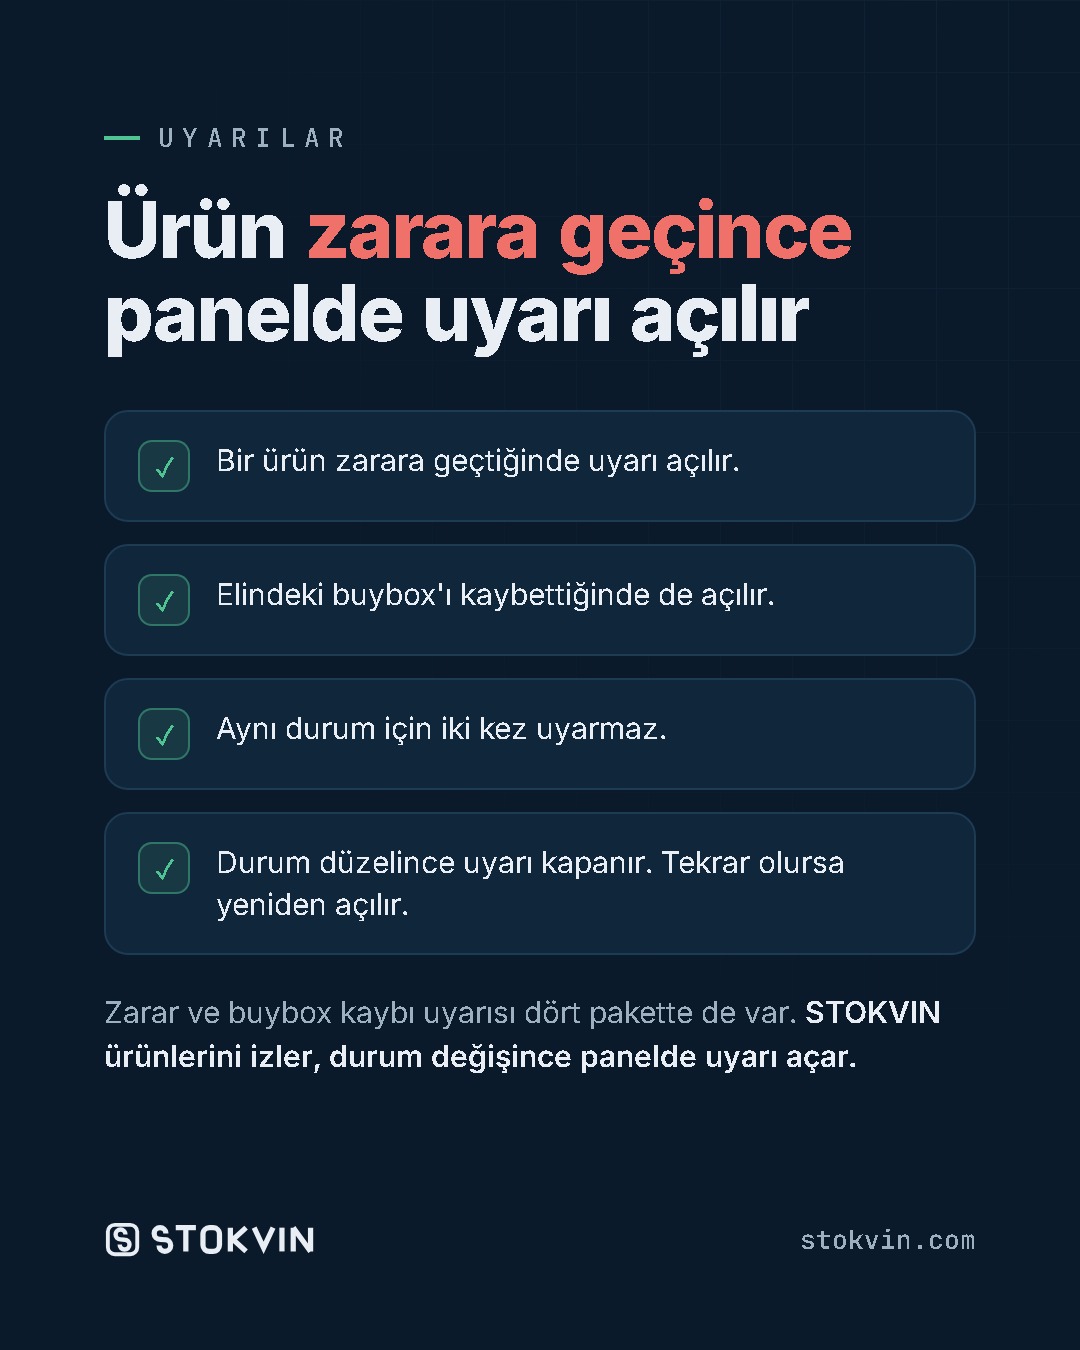 UYARILAR
Ürün zarara geçince
panelde uyarı açılır
Bir ürün zarara geçtiğinde uyarı açılır.
Elindeki buybox'ı kaybettiğinde de açılır.
Aynı durum için iki kez uyarmaz.
Durum düzelince uyarı kapanır. Tekrar olursa
yeniden açılır.
Zarar ve buybox kaybı uyarısı dört pakette de var. STOKVIN
ürünlerini izler, durum değişince panelde uyarı açar.
STOKVIN
stokvin.com